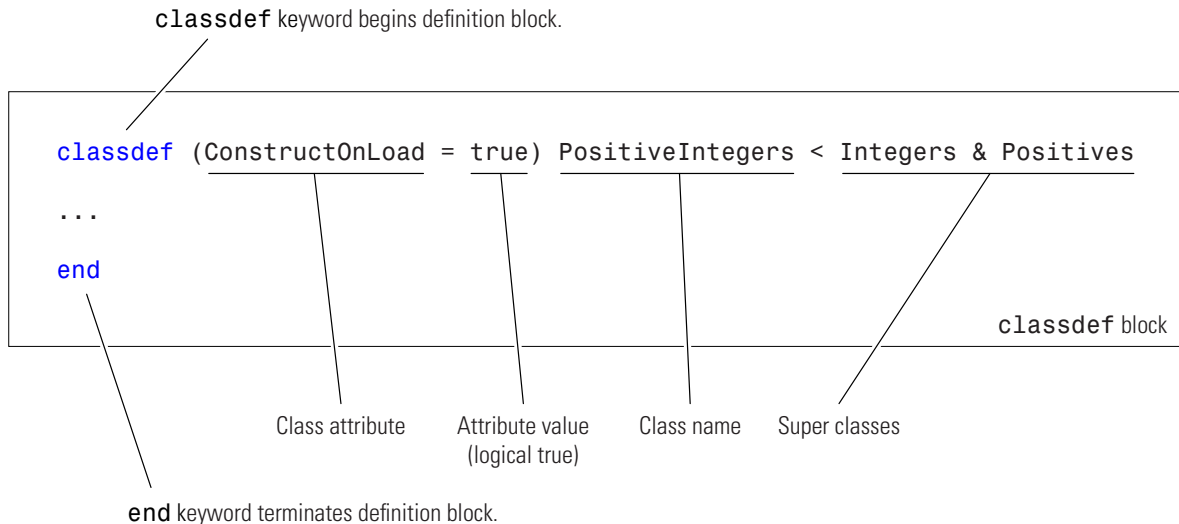 classdef keyword begins definition block.
classdef (ConstructOnLoad = true) PositiveIntegers < Integers & Positives
...
end
classdef block
Class attribute
Attribute value
(logical true)
Class name
Super classes
end keyword terminates definition block.